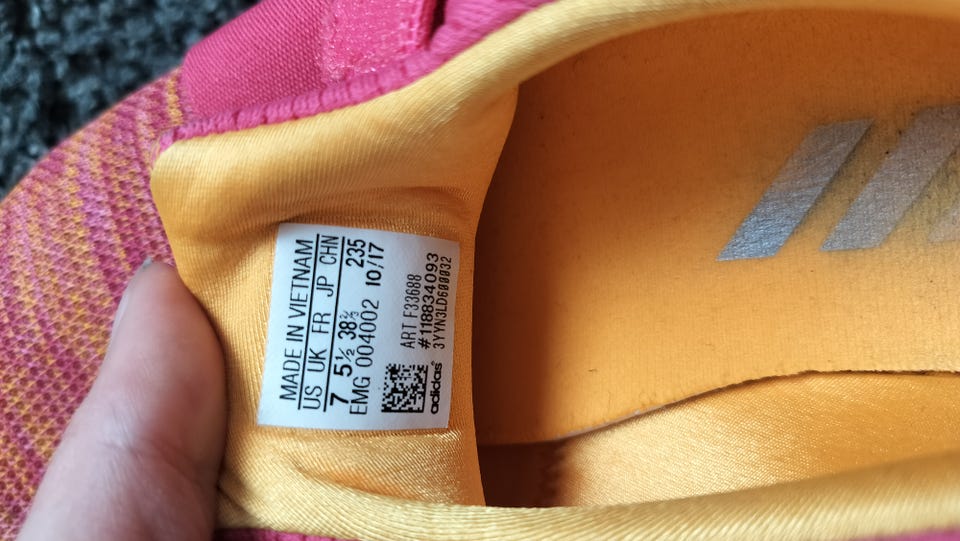 MADE IN VIETNAM
US UK FR JP CHN
7 5½ 38⅔ 235
EMG 004002 10/17
ART F33688
#118834093
3YYN3LD600032
adidas®